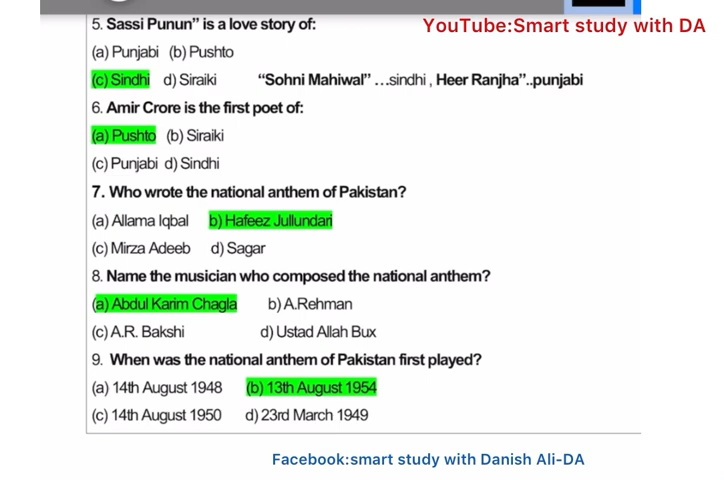 5. Sassi Punun” is a love story of:
YouTube:Smart study with DA
(a) Punjabi (b) Pushto
(c) Sindhi d) Siraiki “Sohni Mahiwal” ...sindhi , Heer Ranjha”..punjabi
6. Amir Crore is the first poet of:
(a) Pushto (b) Siraiki
(c) Punjabi d) Sindhi
7. Who wrote the national anthem of Pakistan?
(a) Allama Iqbal b) Hafeez Jullundari
(c) Mirza Adeeb d) Sagar
8. Name the musician who composed the national anthem?
(a) Abdul Karim Chagla b) A.Rehman
(c) A.R. Bakshi d) Ustad Allah Bux
9. When was the national anthem of Pakistan first played?
(a) 14th August 1948 (b) 13th August 1954
(c) 14th August 1950 d) 23rd March 1949
Facebook:smart study with Danish Ali-DA